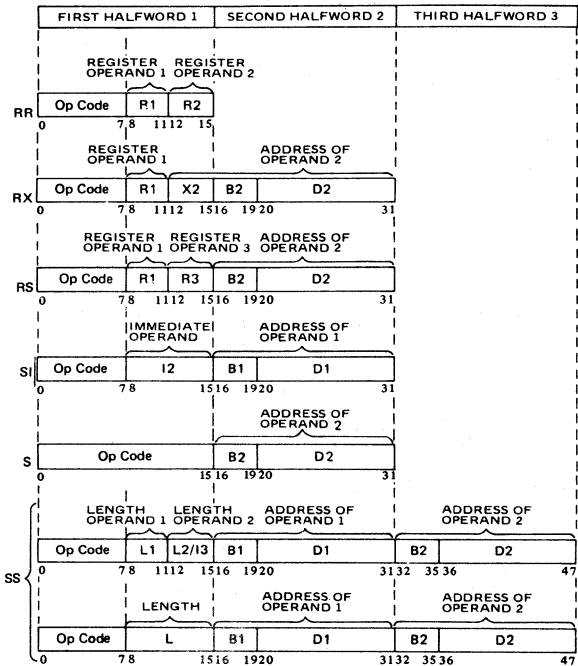 FIRST HALFWORD 1 SECOND HALFWORD 2 THIRD HALFWORD 3
REGISTER REGISTER
OPERAND 1 OPERAND 2
RR Op Code R1 R2
0 7 8 11 12 15
REGISTER ADDRESS OF
OPERAND 1 OPERAND 2
RX Op Code R1 X2 B2 D2
0 7 8 11 12 15 16 19 20 31
REGISTER REGISTER ADDRESS OF
OPERAND 1 OPERAND 3 OPERAND 2
RS Op Code R1 R3 B2 D2
0 7 8 11 12 15 16 19 20 31
IMMEDIATE ADDRESS OF
OPERAND OPERAND 1
SI Op Code I2 B1 D1
0 7 8 15 16 19 20 31
ADDRESS OF
OPERAND 2
S Op Code B2 D2
0 15 16 19 20 31
LENGTH LENGTH ADDRESS OF ADDRESS OF
OPERAND 1 OPERAND 2 OPERAND 1 OPERAND 2
Op Code L1 L2/I3 B1 D1 B2 D2
0 7 8 11 12 15 16 19 20 31 32 35 36 47
SS
LENGTH ADDRESS OF ADDRESS OF
OPERAND 1 OPERAND 2
Op Code L B1 D1 B2 D2
0 7 8 15 16 19 20 31 32 35 36 47